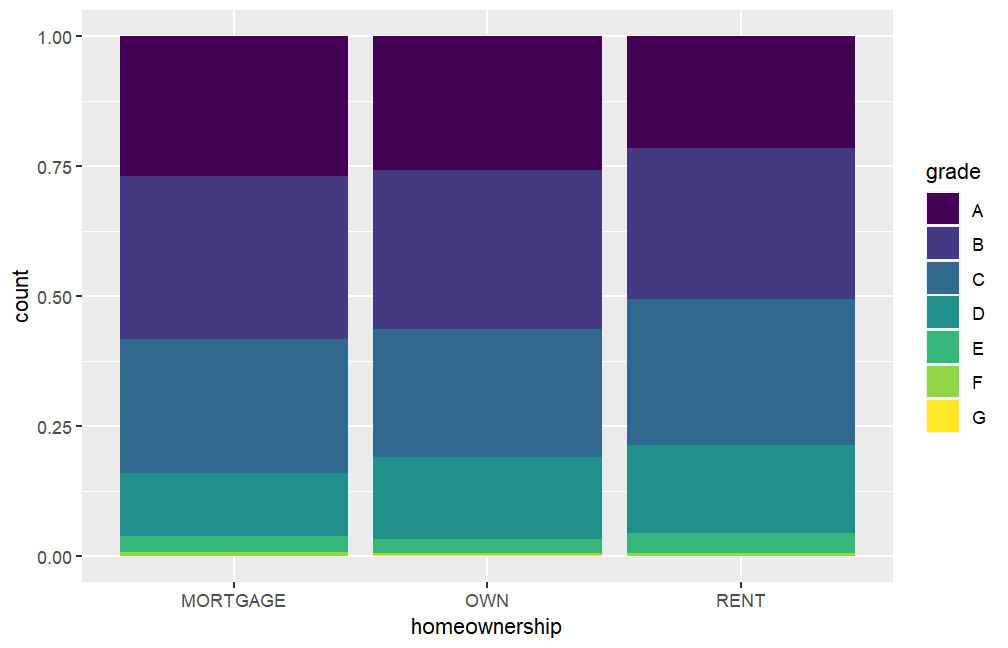 1.00
0.75
0.50
0.25
0.00
count
MORTGAGE
OWN
RENT
homeownership
grade
A
B
C
D
E
F
G